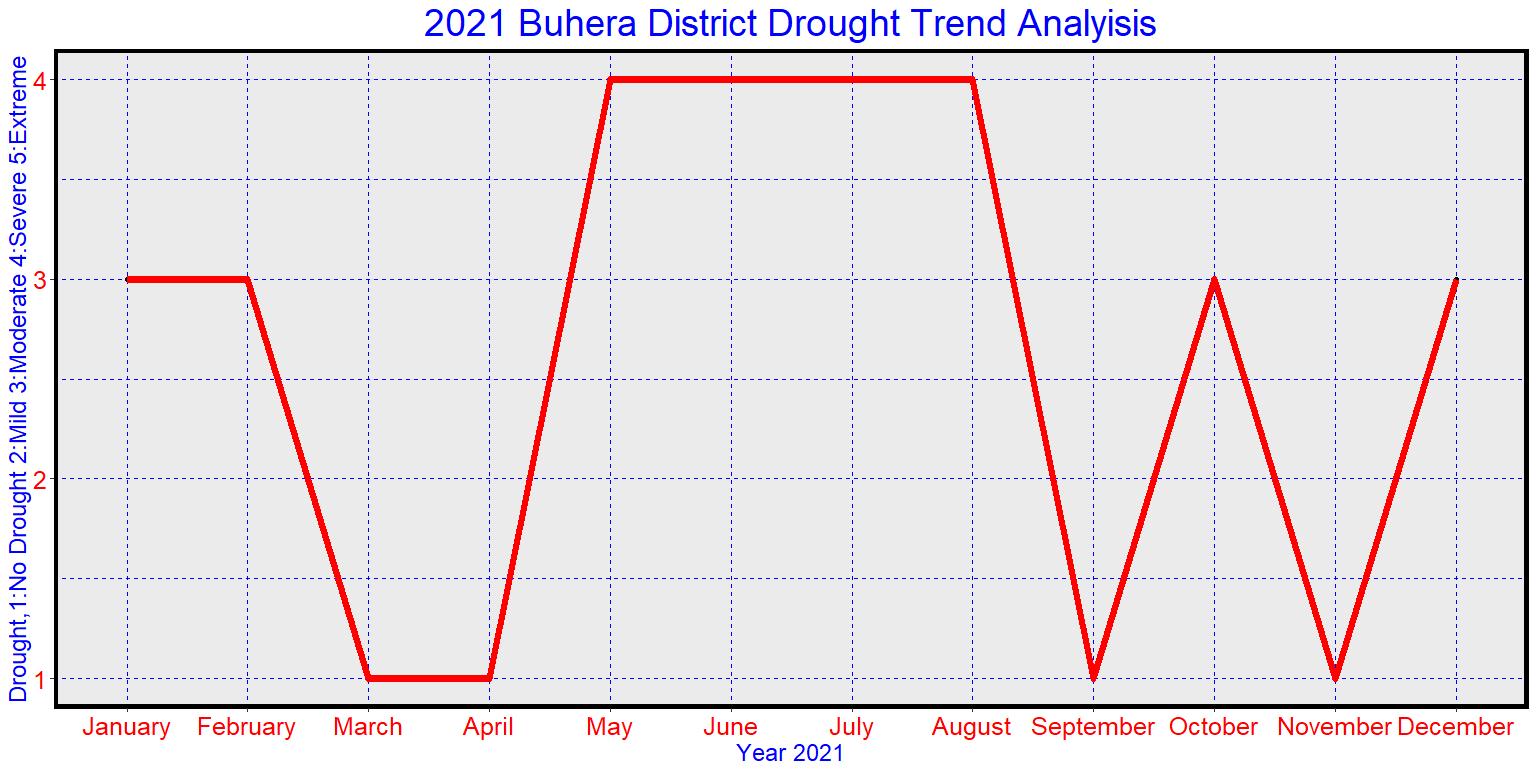 2021 Buhera District Drought Trend Analyisis
Drought,1:No Drought 2:Mild 3:Moderate 4:Severe 5:Extreme
4
3
2
1
January February March April May June July August September October November December
Year 2021